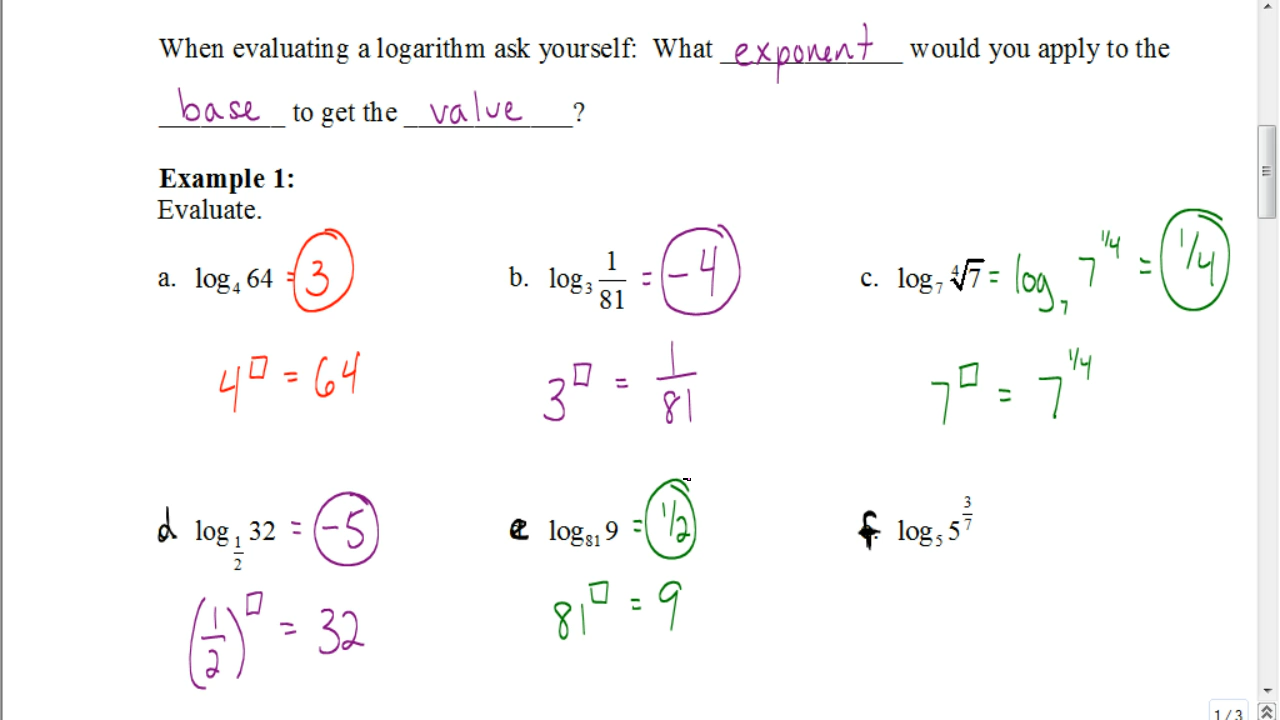 When evaluating a logarithm ask yourself: What exponent would you apply to the
base to get the value ?
Example 1:
Evaluate.
a. log₄ 64 = 3
4^□ = 64
b. log₃ 1/81 = -4
3^□ = 1/81
c. log₇ ∜7 = log₇ 7^1/4 = 1/4
7^□ = 7^1/4
d log_1/2 32 = -5
(1/2)^□ = 32
e log₈₁ 9 = 1/2
81^□ = 9
f log₅ 5^3/7
1 / 3